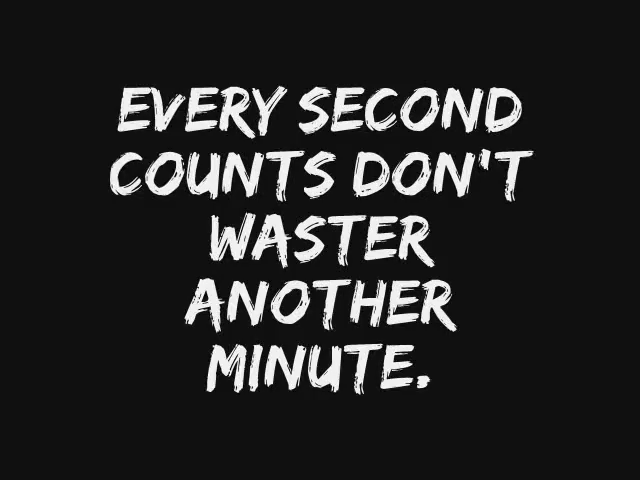 EVERY SECOND
COUNTS DON'T
WASTER
ANOTHER
MINUTE.